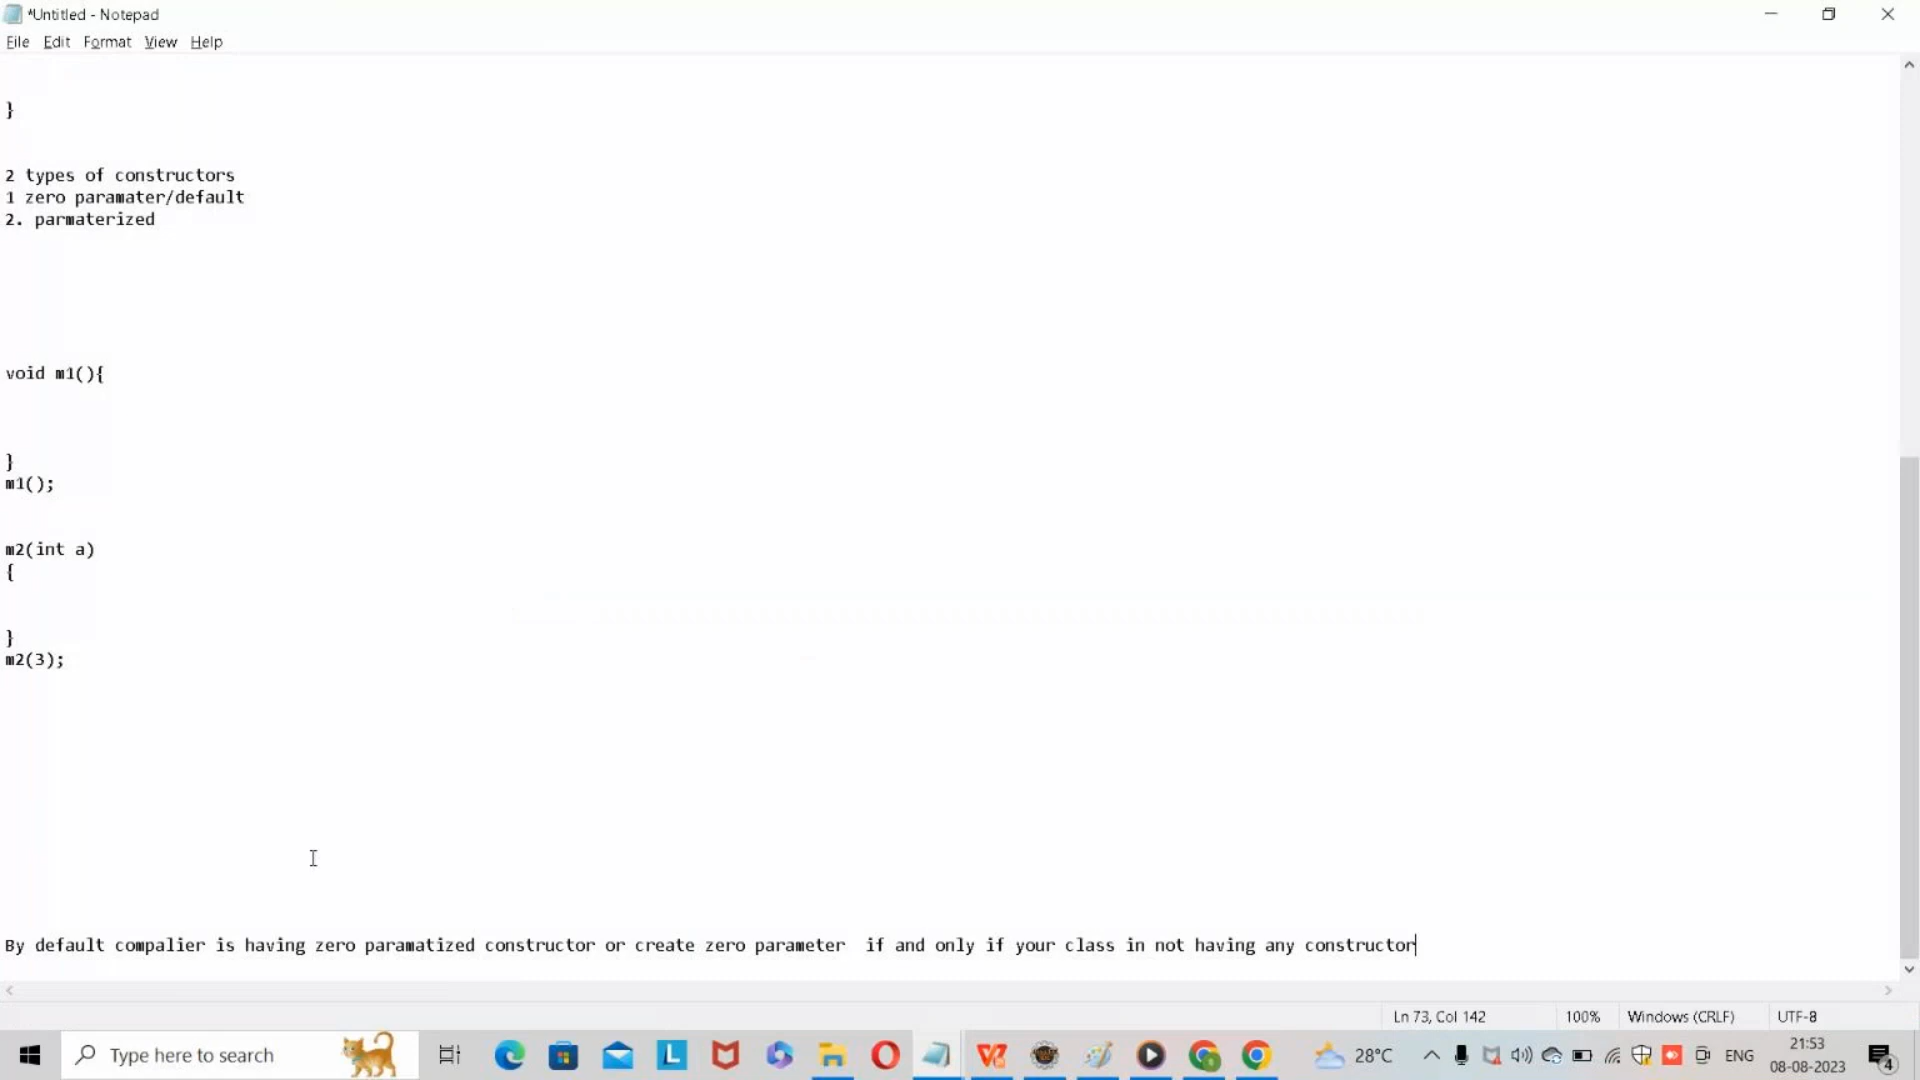 *Untitled - Notepad
File Edit Format View Help
}
2 types of constructors
1 zero paramater/default
2. parmaterized
void m1(){
}
m1();
m2(int a)
{
}
m2(3);
By default compalier is having zero paramatized constructor or create zero parameter  if and only if your class in not having any constructor
Ln 73, Col 142 100% Windows (CRLF) UTF-8
Type here to search
L
28°C
ENG
21:53
08-08-2023
4